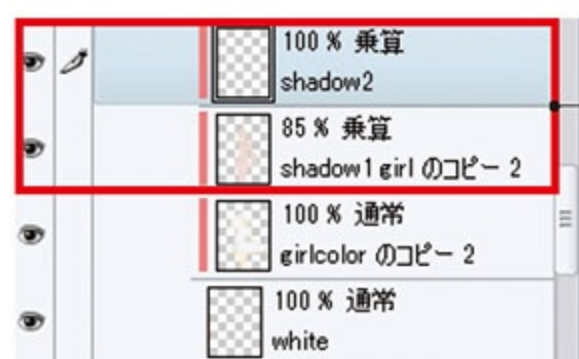 100 % 乗算
shadow2
85 % 乗算
shadow1 girl のコピー 2
100 % 通常
girlcolor のコピー 2
100 % 通常
white